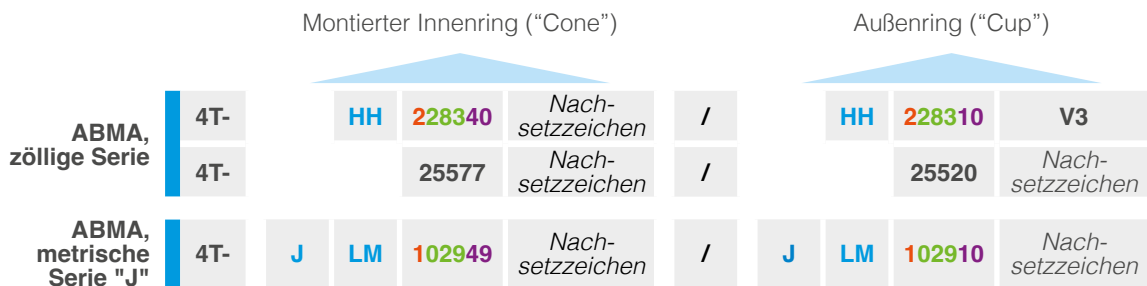 Montierter Innenring (“Cone”) Außenring (“Cup”)
ABMA,
zöllige Serie
4T- HH 228340 Nach-
setzzeichen / HH 228310 V3
4T- 25577 Nach-
setzzeichen / 25520 Nach-
setzzeichen
ABMA,
metrische
Serie "J"
4T- J LM 102949 Nach-
setzzeichen / J LM 102910 Nach-
setzzeichen